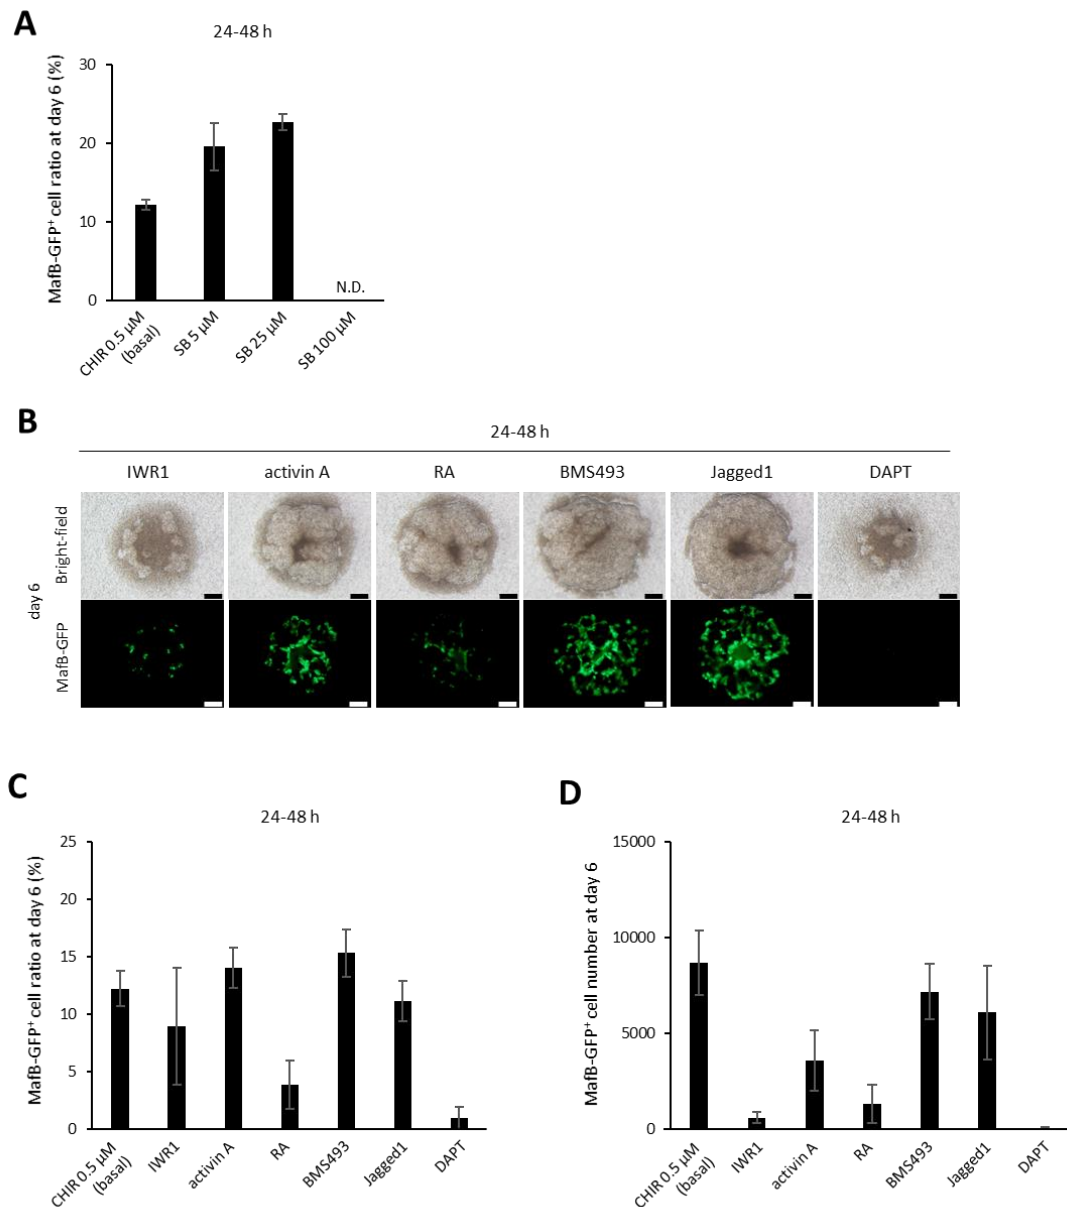 A
24-48 h
MafB-GFP⁺ cell ratio at day 6 (%)
30
20
10
0
N.D.
CHIR 0.5 µM
(basal)
SB 5 µM
SB 25 µM
SB 100 µM
B
24-48 h
IWR1 activin A RA BMS493 Jagged1 DAPT
day 6
Bright-field
MafB-GFP
C
24-48 h
MafB-GFP⁺ cell ratio at day 6 (%)
25
20
15
10
5
0
CHIR 0.5 µM
(basal)
IWR1
activin A
RA
BMS493
Jagged1
DAPT
D
24-48 h
MafB-GFP⁺ cell number at day 6
15000
10000
5000
0
CHIR 0.5 µM
(basal)
IWR1
activin A
RA
BMS493
Jagged1
DAPT